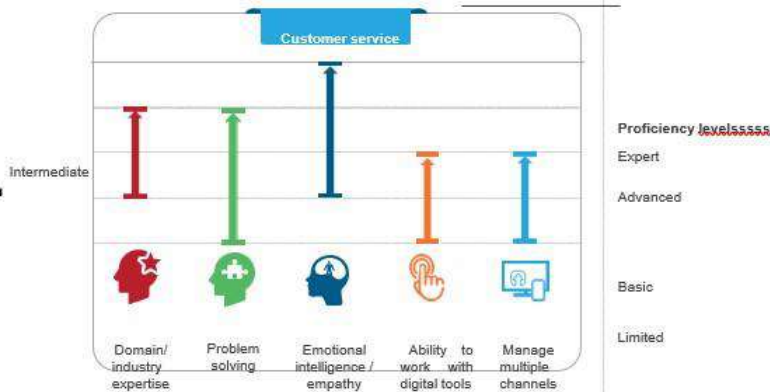 Customer service
Proficiency levelsssss
Expert
Intermediate
Advanced
Basic
Limited
Domain/
industry
expertise
Problem
solving
Emotional
intelligence /
empathy
Ability to
work with
digital tools
Manage
multiple
channels